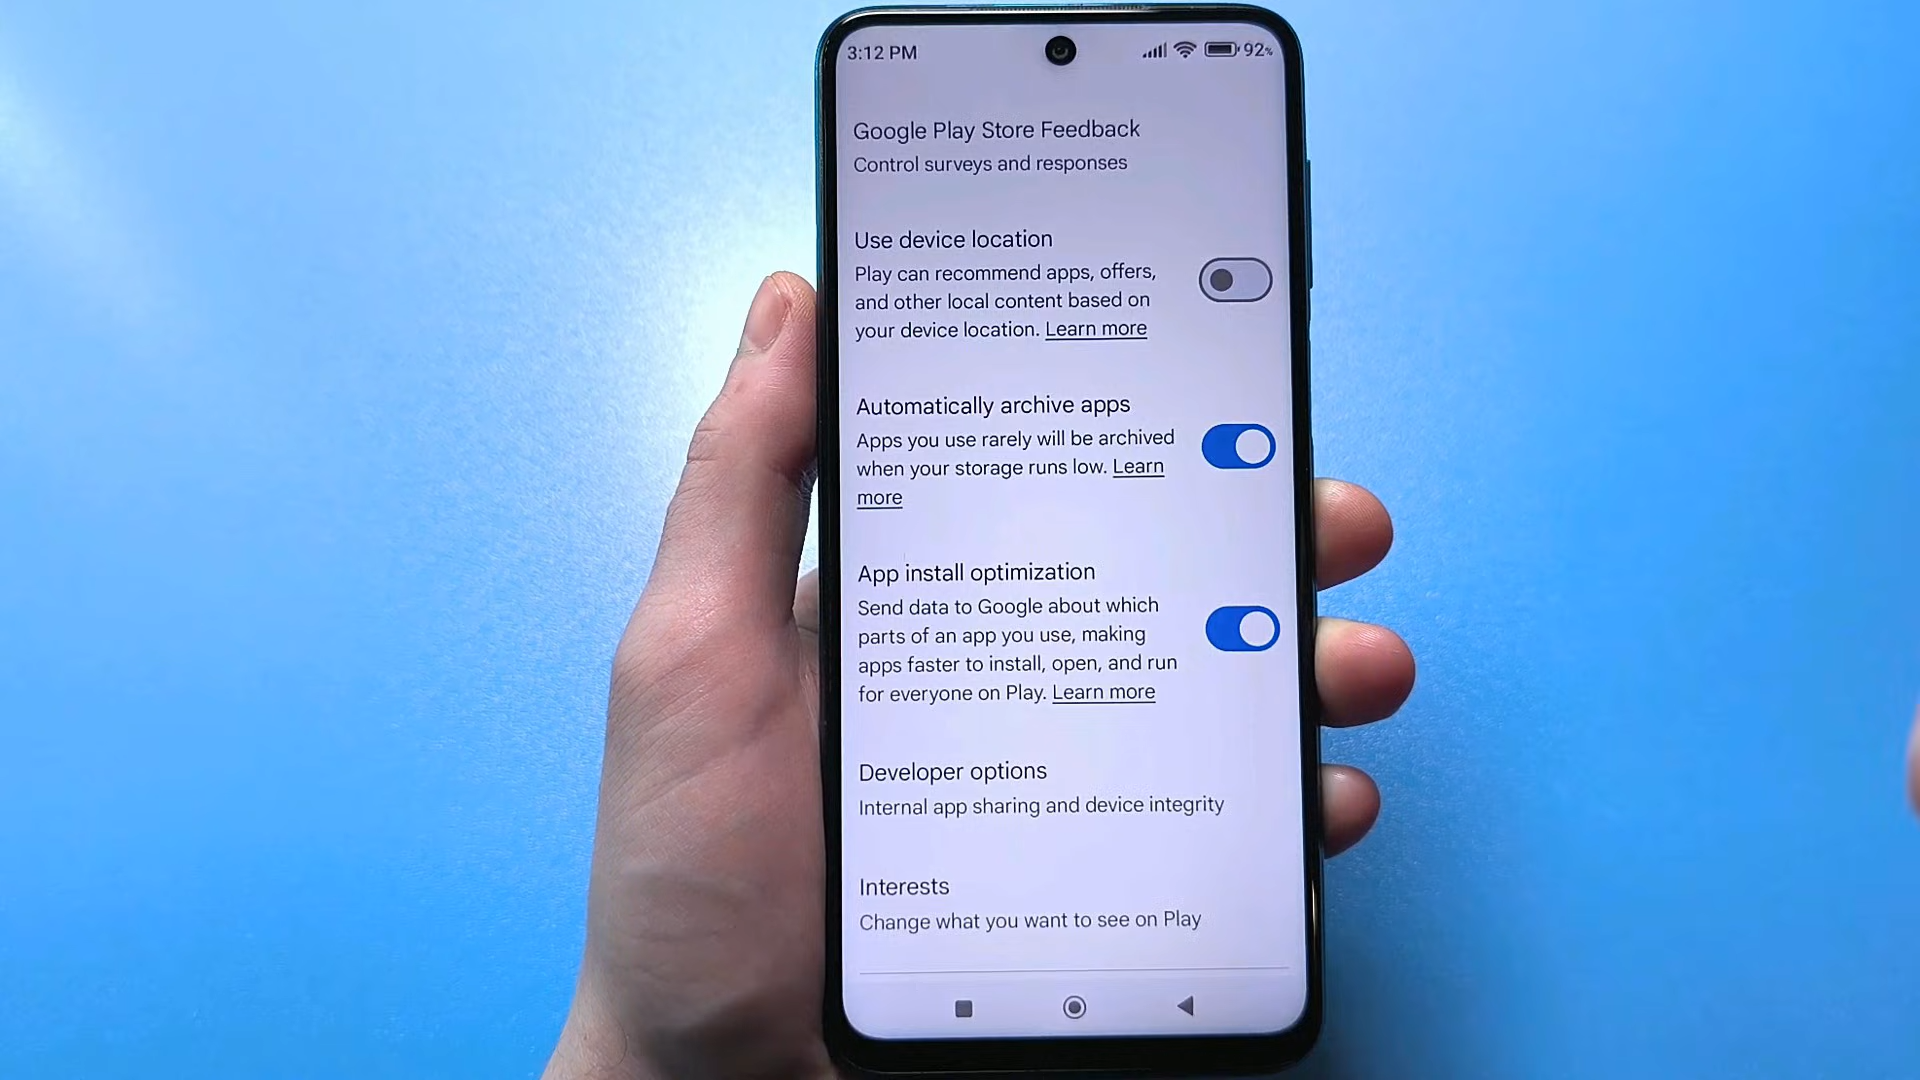 3:12 PM
92%
Google Play Store Feedback
Control surveys and responses
Use device location
Play can recommend apps, offers,
and other local content based on
your device location. Learn more
Automatically archive apps
Apps you use rarely will be archived
when your storage runs low. Learn
more
App install optimization
Send data to Google about which
parts of an app you use, making
apps faster to install, open, and run
for everyone on Play. Learn more
Developer options
Internal app sharing and device integrity
Interests
Change what you want to see on Play